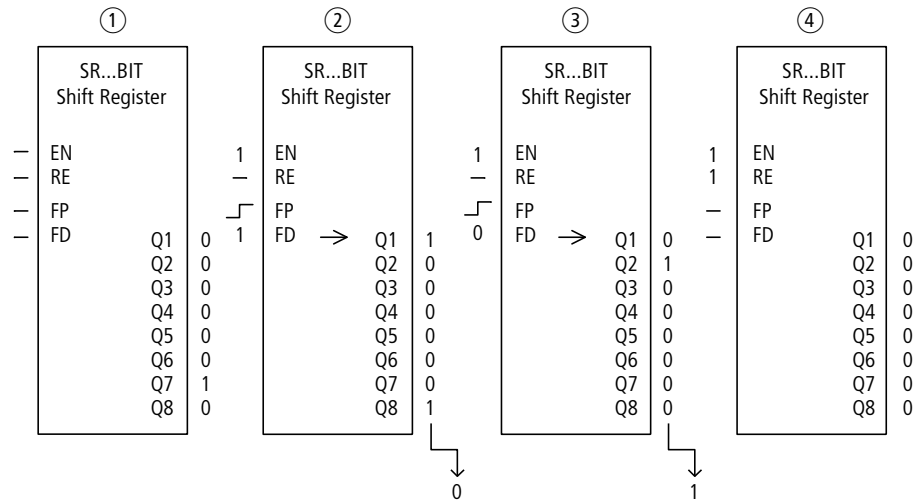 1 2 3 4
SR...BIT SR...BIT SR...BIT SR...BIT
Shift Register Shift Register Shift Register Shift Register
– EN 1 EN 1 EN 1 EN
– RE – RE – RE 1 RE
– FP FP FP – FP
– FD Q1 0 1 FD → Q1 1 0 FD → Q1 0 – FD Q1 0
Q2 0 Q2 0 Q2 1 Q2 0
Q3 0 Q3 0 Q3 0 Q3 0
Q4 0 Q4 0 Q4 0 Q4 0
Q5 0 Q5 0 Q5 0 Q5 0
Q6 0 Q6 0 Q6 0 Q6 0
Q7 1 Q7 0 Q7 0 Q7 0
Q8 0 Q8 1 Q8 0 Q8 0
0 1